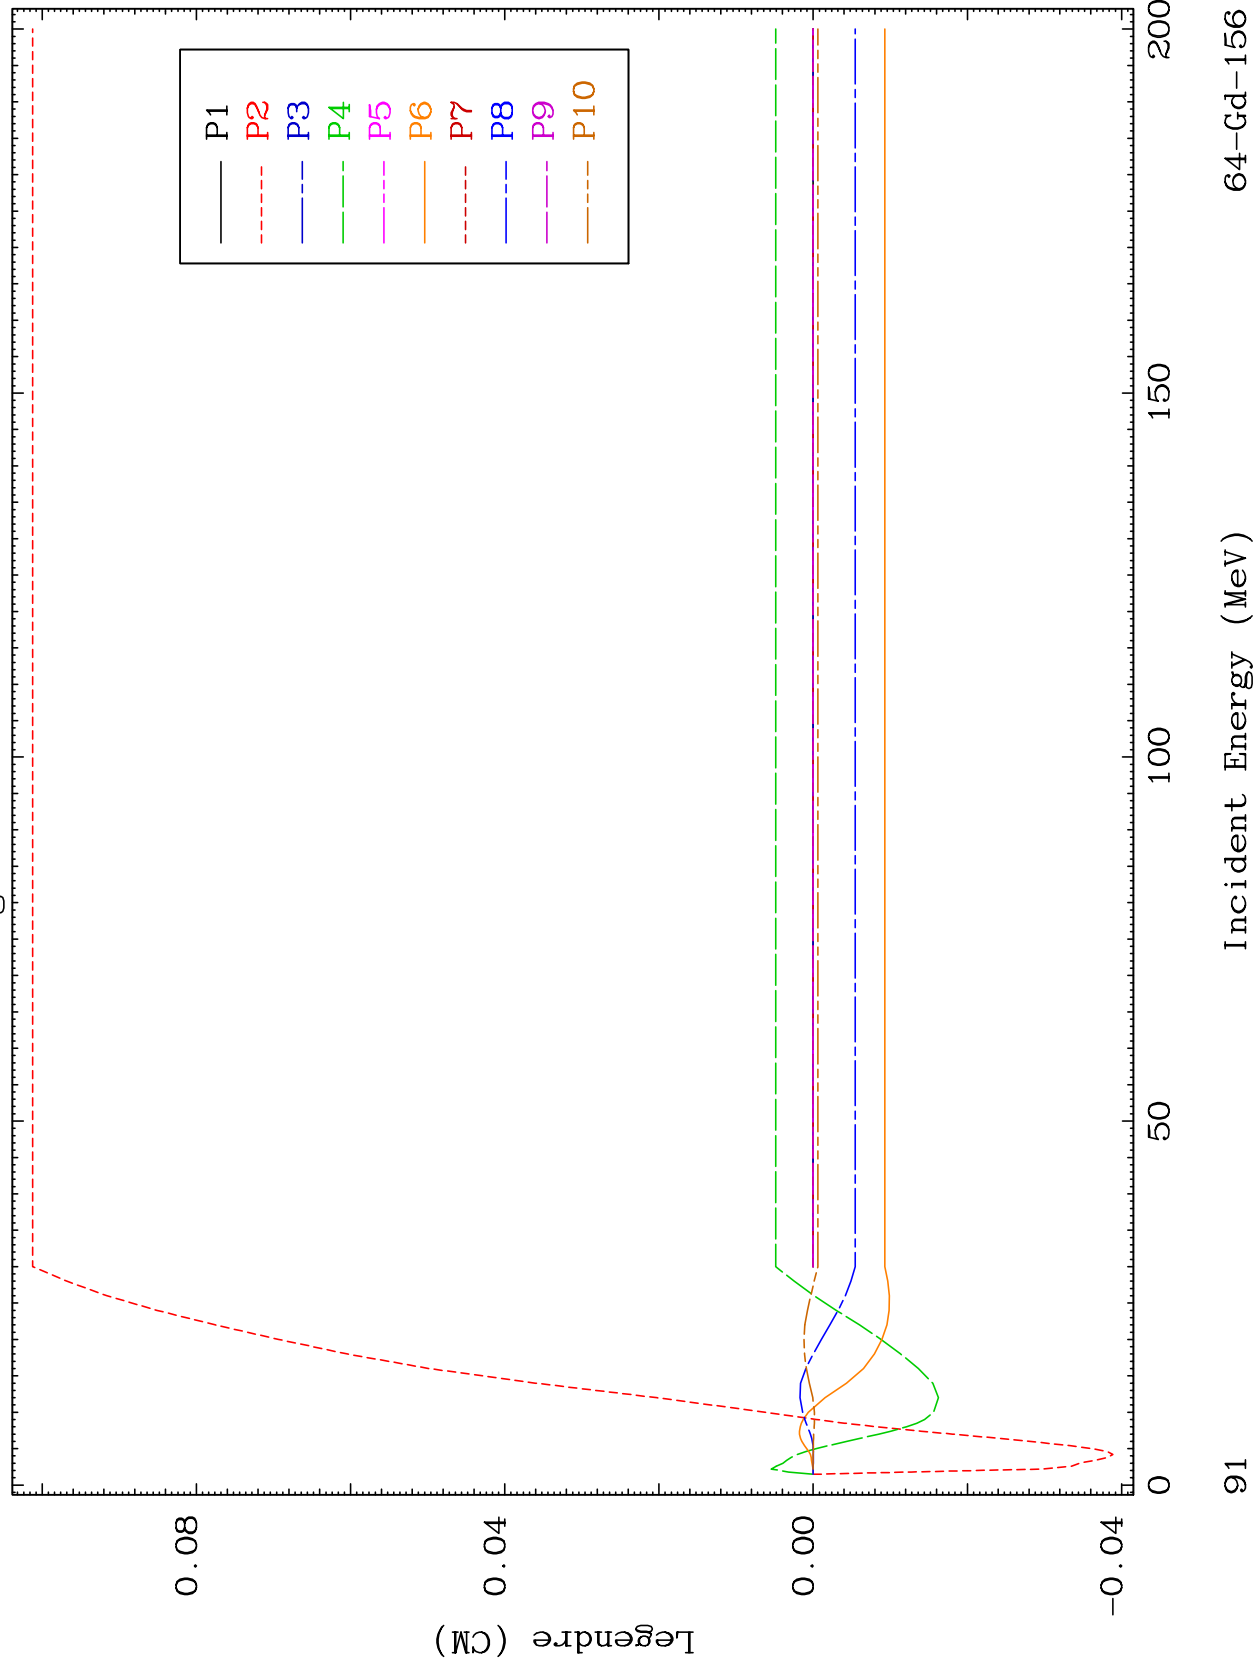 P1
P2
P3
P4
P5
P6
P7
P8
P9
P10
Legendre (CM)
0.08
0.04
0.00
-0.04
0
50
100
150
200
91
Incident Energy (MeV)
64-Gd-156